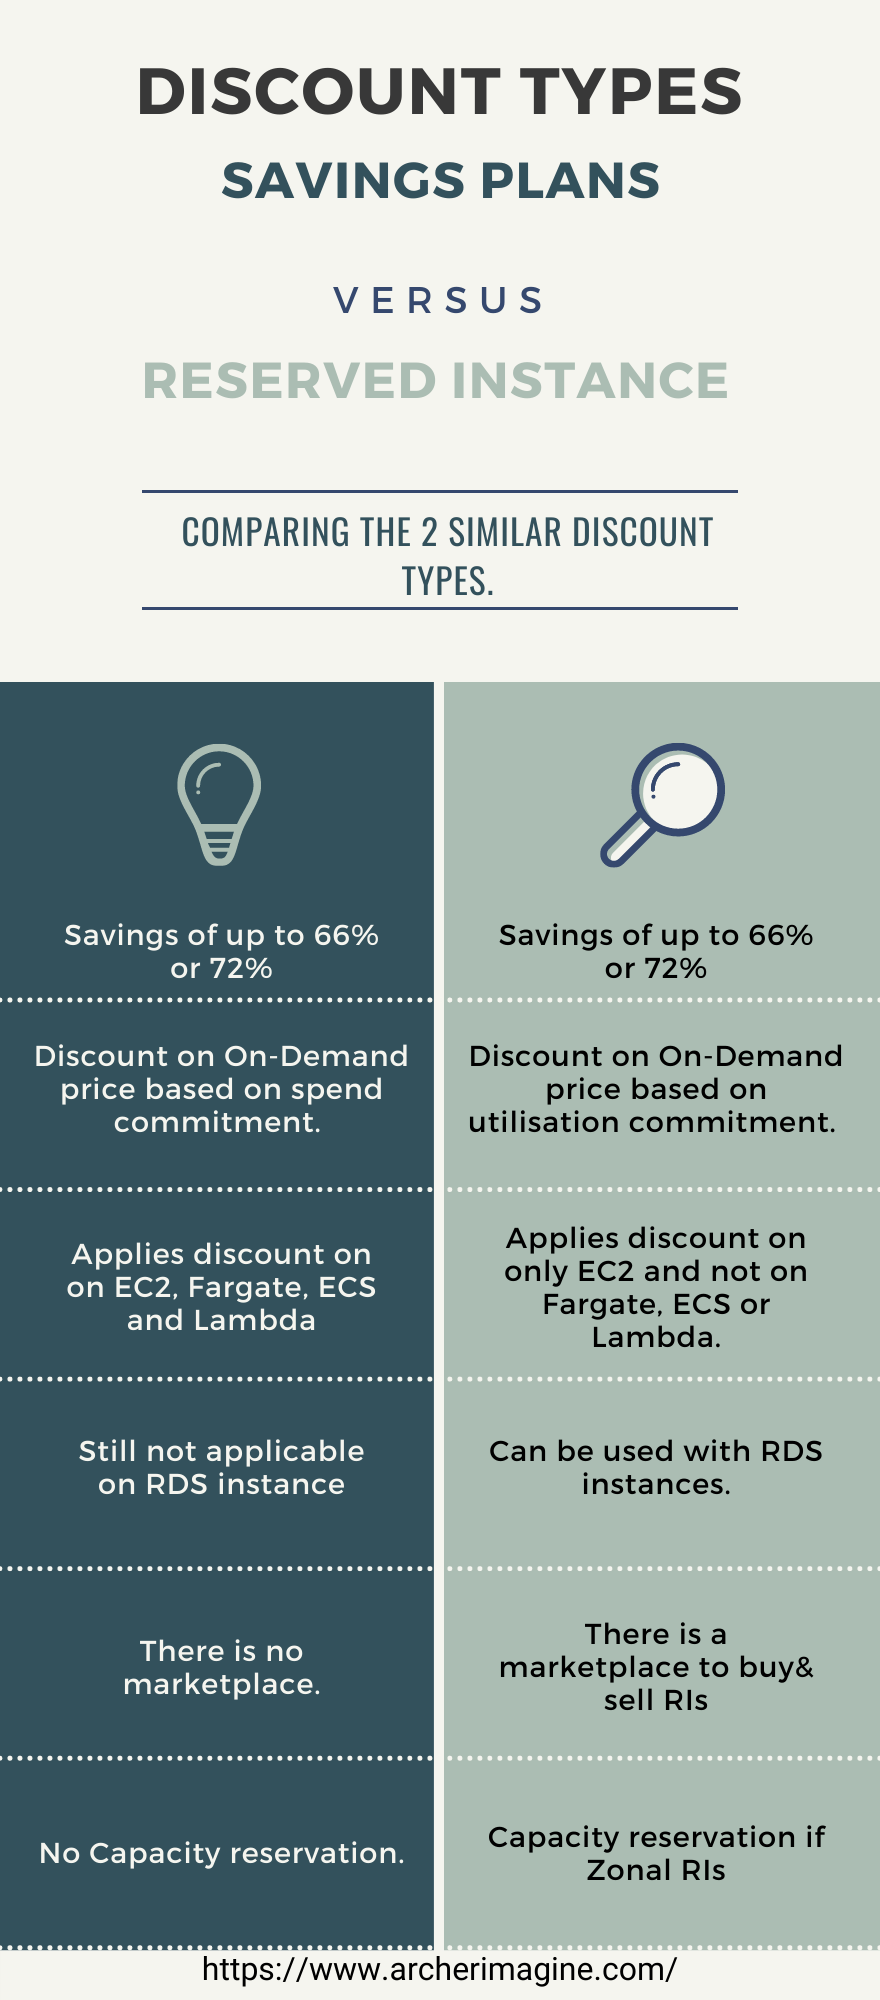 DISCOUNT TYPES
SAVINGS PLANS
VERSUS
RESERVED INSTANCE
COMPARING THE 2 SIMILAR DISCOUNT
TYPES.
Savings of up to 66%
or 72%
Discount on On-Demand
price based on spend
commitment.
Applies discount on
on EC2, Fargate, ECS
and Lambda
Still not applicable
on RDS instance
There is no
marketplace.
No Capacity reservation.
Savings of up to 66%
or 72%
Discount on On-Demand
price based on
utilisation commitment.
Applies discount on
only EC2 and not on
Fargate, ECS or
Lambda.
Can be used with RDS
instances.
There is a
marketplace to buy&
sell RIs
Capacity reservation if
Zonal RIs
https://www.archerimagine.com/